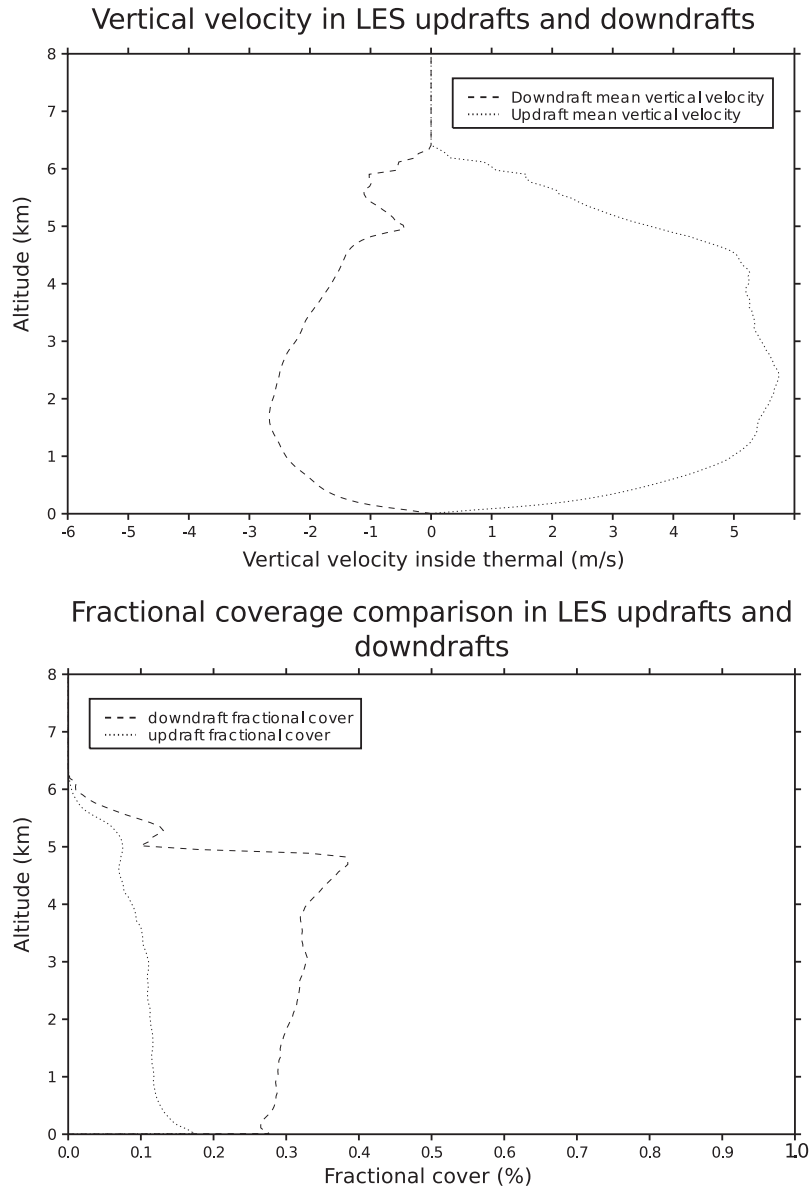 Vertical velocity in LES updrafts and downdrafts
8
7
6
5
4
3
2
1
0
Altitude (km)
Downdraft mean vertical velocity
Updraft mean vertical velocity
-6 -5 -4 -3 -2 -1 0 1 2 3 4 5
Vertical velocity inside thermal (m/s)
Fractional coverage comparison in LES updrafts and
downdrafts
8
7
6
5
4
3
2
1
0
Altitude (km)
downdraft fractional cover
updraft fractional cover
0.0 0.1 0.2 0.3 0.4 0.5 0.6 0.7 0.8 0.9 1.0
Fractional cover (%)